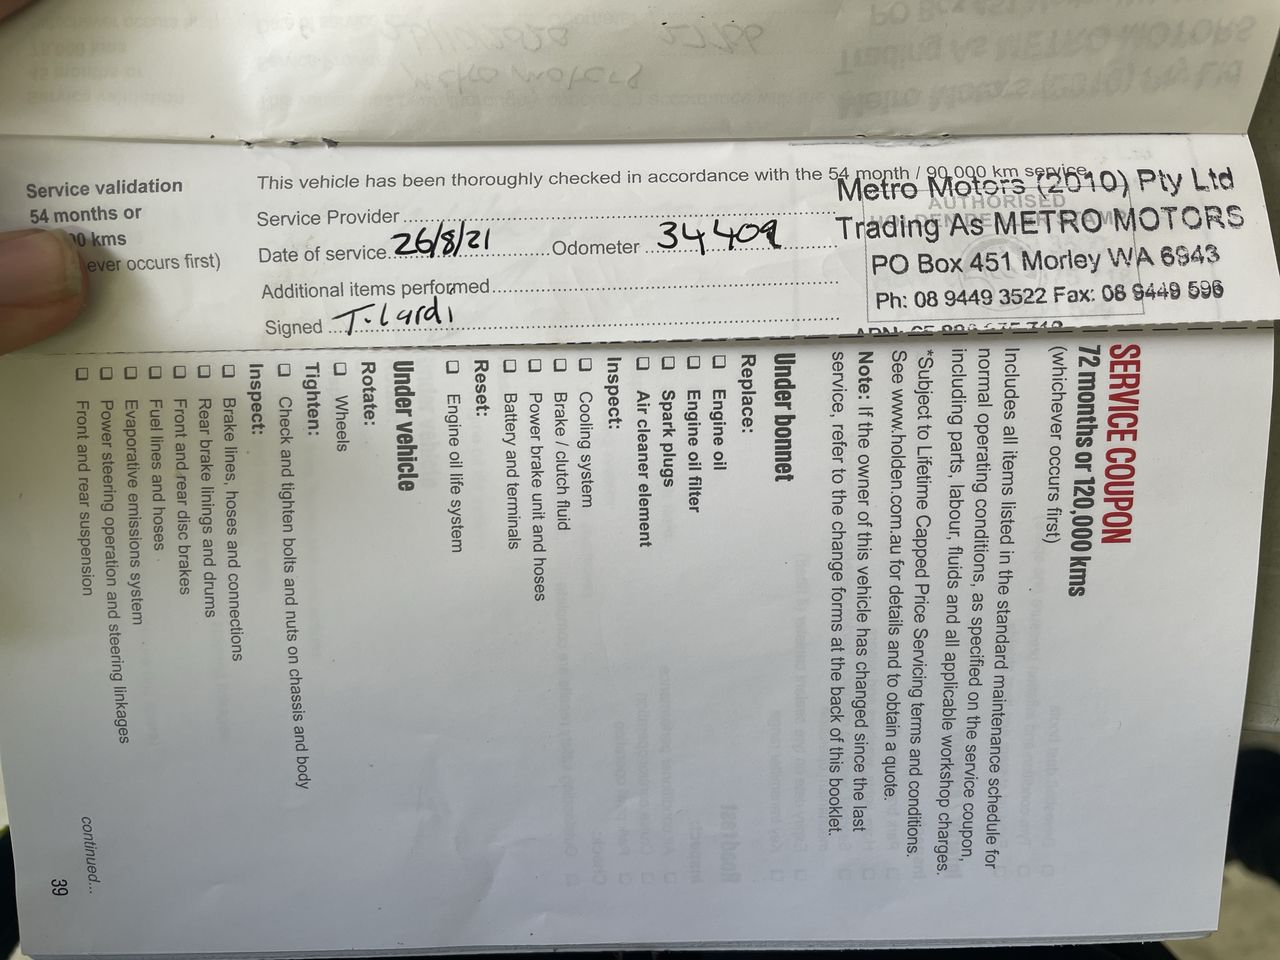 Service validation
54 months or
0 kms
ever occurs first)
This vehicle has been thoroughly checked in accordance with the 54 month / 90,000 km service.
Service Provider
Date of service 26/8/21 Odometer 34409
Additional items performed
Signed T. Lardi
Metro Motors (2010) Pty Ltd
Trading As METRO MOTORS
PO Box 451 Morley WA 6943
Ph: 08 9449 3522 Fax: 08 9449 596
AUTHORISED
SERVICE COUPON
72 months or 120,000 kms
(whichever occurs first)
Includes all items listed in the standard maintenance schedule for
normal operating conditions, as specified on the service coupon,
including parts, labour, fluids and all applicable workshop charges.
*Subject to Lifetime Capped Price Servicing terms and conditions.
See www.holden.com.au for details and to obtain a quote.
Note: If the owner of this vehicle has changed since the last
service, refer to the change forms at the back of this booklet.
Under bonnet
Replace:
Engine oil
Engine oil filter
Spark plugs
Air cleaner element
Inspect:
Cooling system
Brake / clutch fluid
Power brake unit and hoses
Battery and terminals
Reset:
Engine oil life system
Under vehicle
Rotate:
Wheels
Tighten:
Check and tighten bolts and nuts on chassis and body
Inspect:
Brake lines, hoses and connections
Rear brake linings and drums
Front and rear disc brakes
Fuel lines and hoses
Evaporative emissions system
Power steering operation and steering linkages
Front and rear suspension
continued...
39